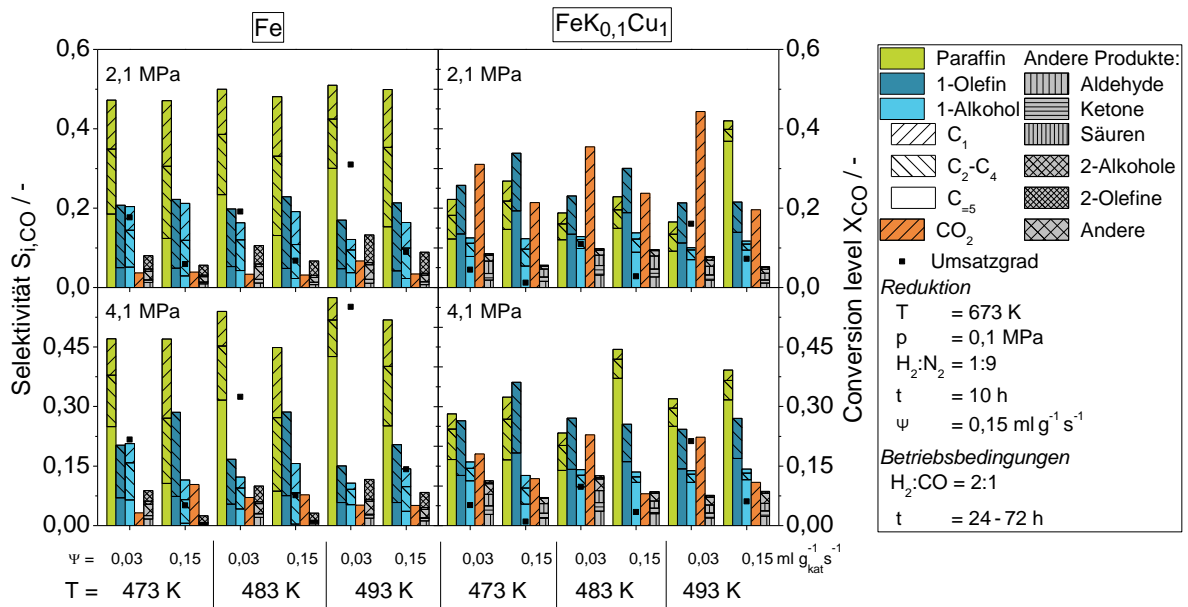 Fe
FeK0,1Cu1
Selektivität Si,CO / -
0,6
0,4
0,2
0,0
2,1 MPa
2,1 MPa
0,6
0,4
0,2
0,0
0,45
0,30
0,15
0,00
4,1 MPa
4,1 MPa
0,45
0,30
0,15
0,00
Conversion level XCO / -
Ψ = 0,03 0,15 0,03 0,15 0,03 0,15 0,03 0,15 0,03 0,15 0,03 0,15 ml gkat-1 s-1
T = 473 K 483 K 493 K 473 K 483 K 493 K
Paraffin
1-Olefin
1-Alkohol
C1
C2-C4
C=5
CO2
Umsatzgrad
Andere Produkte:
Aldehyde
Ketone
Säuren
2-Alkohole
2-Olefine
Andere
Reduktion
T = 673 K
p = 0,1 MPa
H2:N2 = 1:9
t = 10 h
Ψ = 0,15 ml g-1 s-1
Betriebsbedingungen
H2:CO = 2:1
t = 24 - 72 h